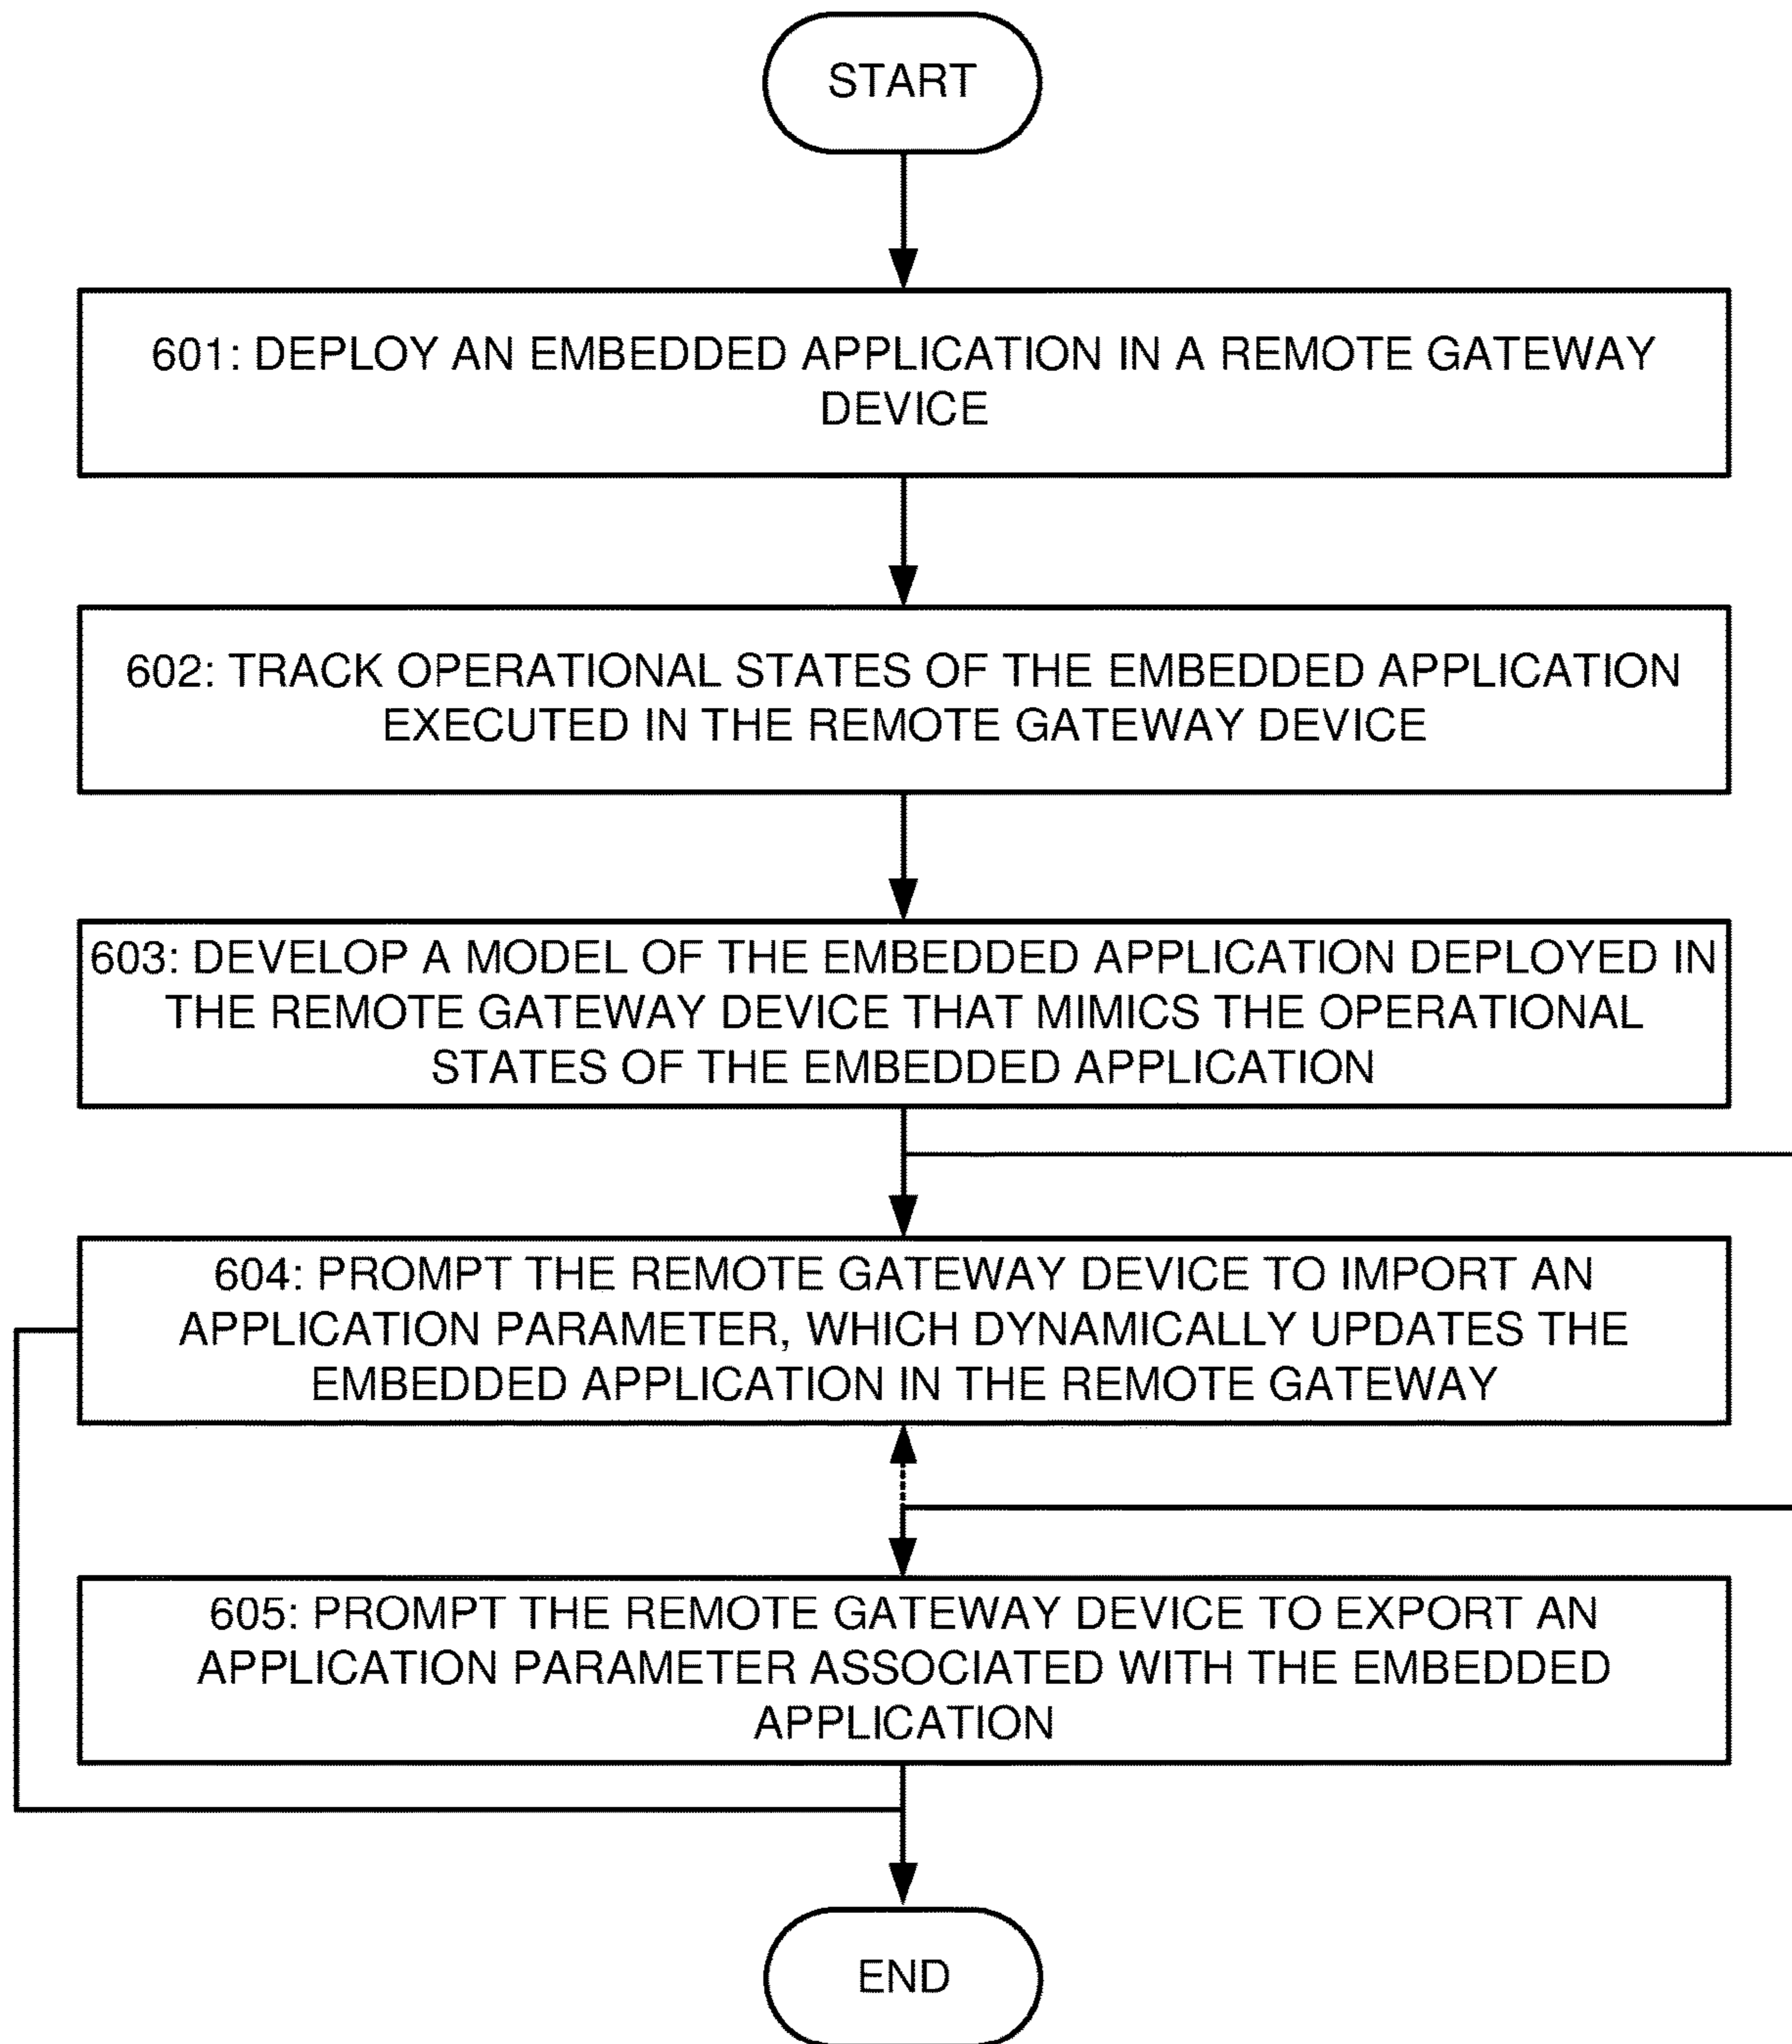 START
601: DEPLOY AN EMBEDDED APPLICATION IN A REMOTE GATEWAY
DEVICE
602: TRACK OPERATIONAL STATES OF THE EMBEDDED APPLICATION
EXECUTED IN THE REMOTE GATEWAY DEVICE
603: DEVELOP A MODEL OF THE EMBEDDED APPLICATION DEPLOYED IN
THE REMOTE GATEWAY DEVICE THAT MIMICS THE OPERATIONAL
STATES OF THE EMBEDDED APPLICATION
604: PROMPT THE REMOTE GATEWAY DEVICE TO IMPORT AN
APPLICATION PARAMETER, WHICH DYNAMICALLY UPDATES THE
EMBEDDED APPLICATION IN THE REMOTE GATEWAY
605: PROMPT THE REMOTE GATEWAY DEVICE TO EXPORT AN
APPLICATION PARAMETER ASSOCIATED WITH THE EMBEDDED
APPLICATION
END